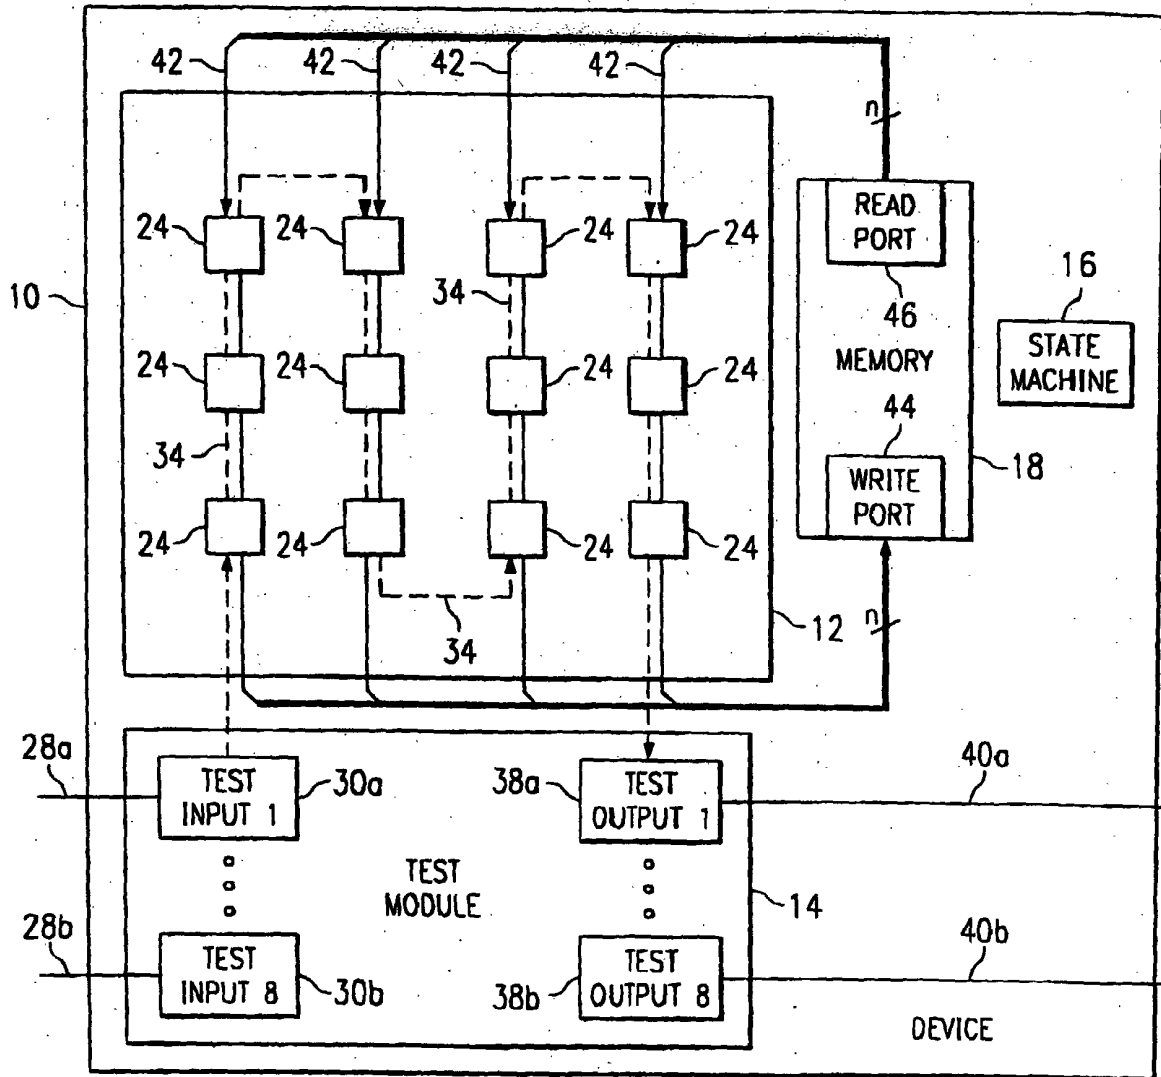 42 42 42 42
n
24 24 24 24
READ
PORT
16
10
34
46
STATE
MACHINE
MEMORY
24 24 24 24
44
34
18
WRITE
PORT
24 24 24 24
12
n
34
28a
TEST
INPUT 1
30a
38a
TEST
OUTPUT 1
40a
TEST
MODULE
14
28b
TEST
INPUT 8
30b
38b
TEST
OUTPUT 8
40b
DEVICE